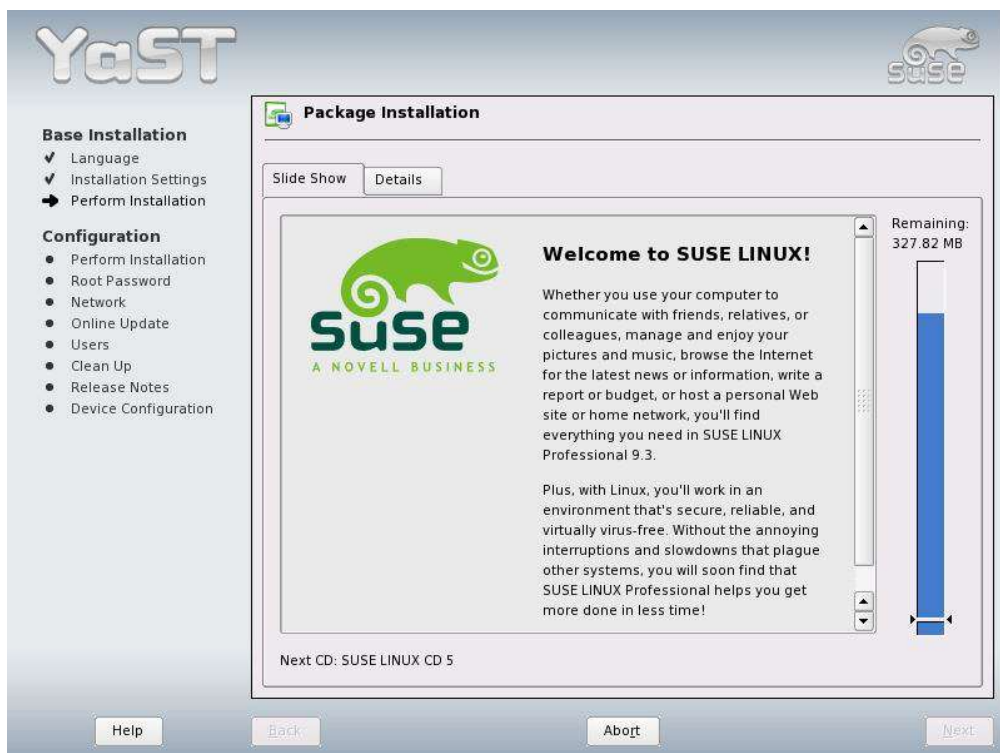 YaST
SUSE
Base Installation
Language
Installation Settings
Perform Installation
Configuration
Perform Installation
Root Password
Network
Online Update
Users
Clean Up
Release Notes
Device Configuration
Package Installation
Slide Show
Details
SUSE
A NOVELL BUSINESS
Welcome to SUSE LINUX!
Whether you use your computer to
communicate with friends, relatives, or
colleagues, manage and enjoy your
pictures and music, browse the Internet
for the latest news or information, write a
report or budget, or host a personal Web
site or home network, you'll find
everything you need in SUSE LINUX
Professional 9.3.
Plus, with Linux, you'll work in an
environment that's secure, reliable, and
virtually virus-free. Without the annoying
interruptions and slowdowns that plague
other systems, you will soon find that
SUSE LINUX Professional helps you get
more done in less time!
Remaining:
327.82 MB
Next CD: SUSE LINUX CD 5
Help
Back
Abort
Next